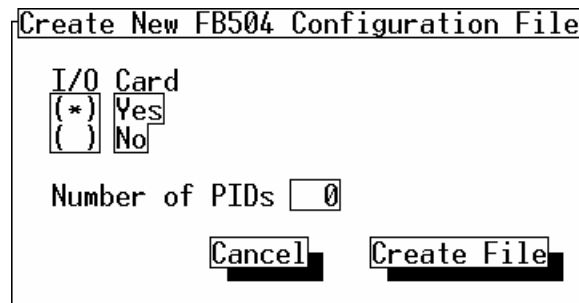 Create New FB504 Configuration File
I/O Card
(*) Yes
( ) No
Number of PIDs 0
Cancel Create File